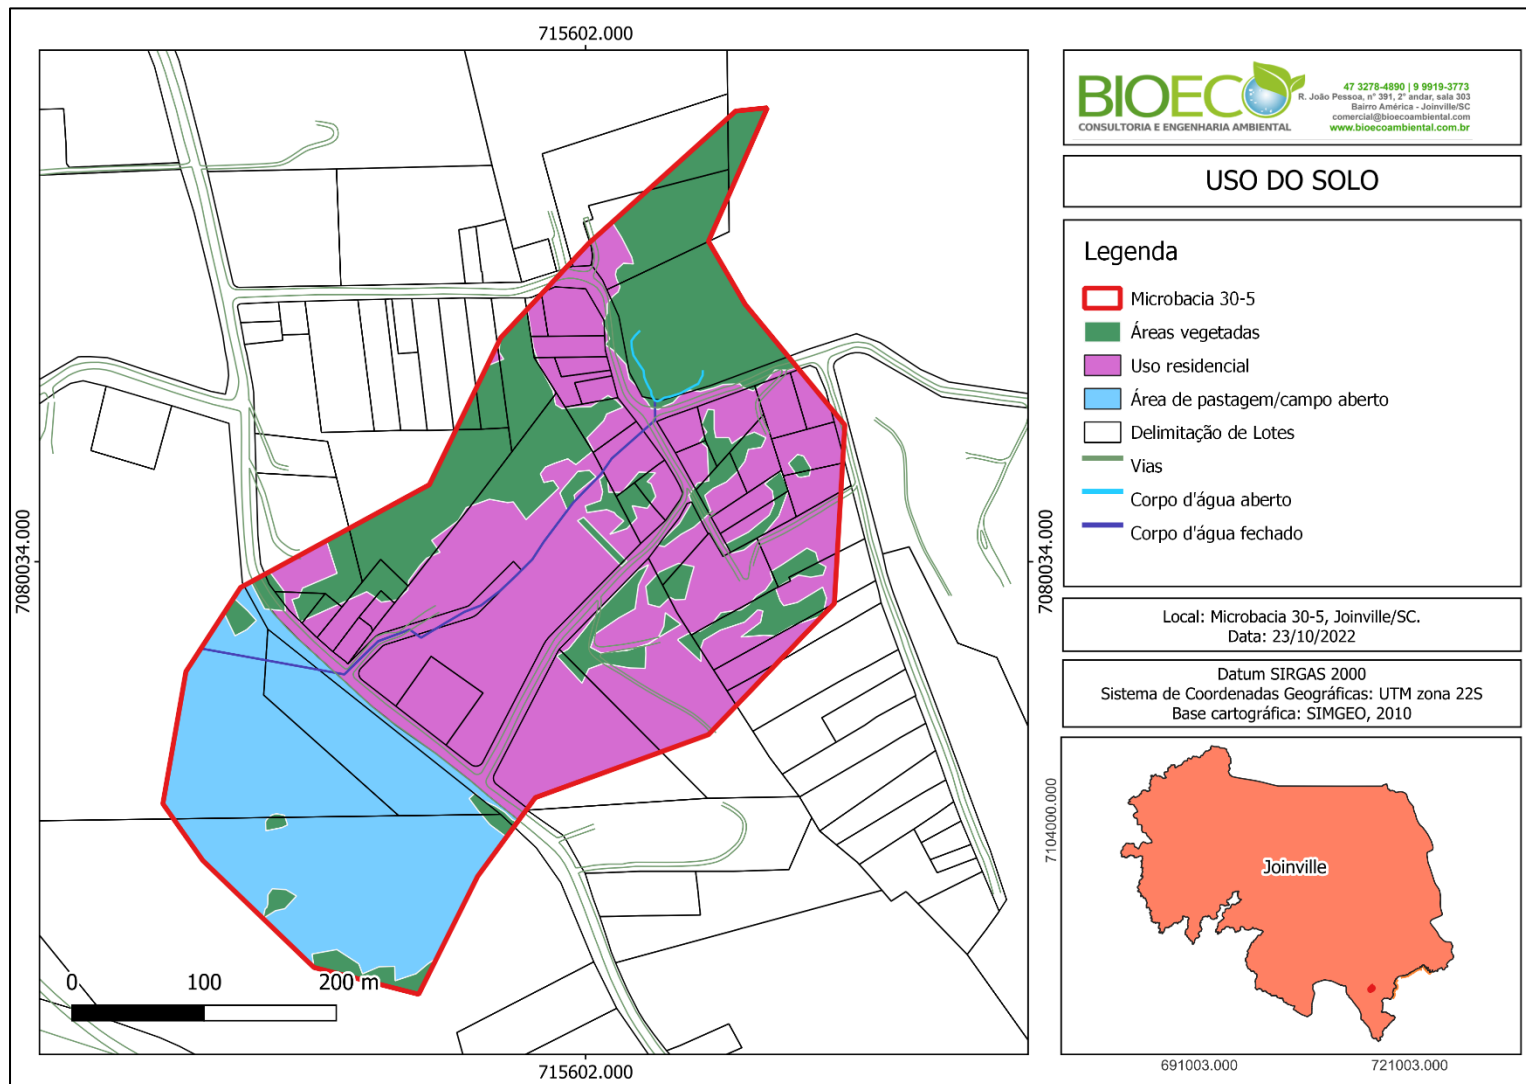 715602.000
7080034.000
7080034.000
0 100 200 m
715602.000
BIOECO
CONSULTORIA E ENGENHARIA AMBIENTAL
47 3278-4890 | 9 9919-3773
R. João Pessoa, n° 391, 2° andar, sala 303
Bairro América - Joinville/SC
comercial@bioecoambiental.com
www.bioecoambiental.com.br
USO DO SOLO
Legenda
Microbacia 30-5
Áreas vegetadas
Uso residencial
Área de pastagem/campo aberto
Delimitação de Lotes
Vias
Corpo d'água aberto
Corpo d'água fechado
Local: Microbacia 30-5, Joinville/SC.
Data: 23/10/2022
Datum SIRGAS 2000
Sistema de Coordenadas Geográficas: UTM zona 22S
Base cartográfica: SIMGEO, 2010
7104000.000
Joinville
691003.000 721003.000